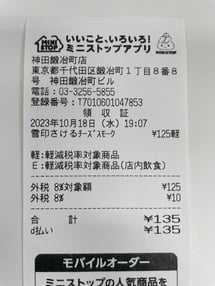 MINI STOP
いいこと、いろいろ!
ミニストップアプリ
MINISTOP
神田鍛冶町店
東京都千代田区鍛冶町1丁目8番8
号 神田鍛冶町ビル
電話:03-3256-5855
登録番号:T7010601047853
領 収 証
2023年10月18日(水) 19:07
雪印さけるチーズスモーク ¥125軽
軽:軽減税率対象商品
E:軽減税率対象商品(店内飲食)
外税 8%対象額 ¥125
外税 8% ¥10
合 計 ¥135
d払い ¥135
モバイルオーダー
ミニストップの人気商品を